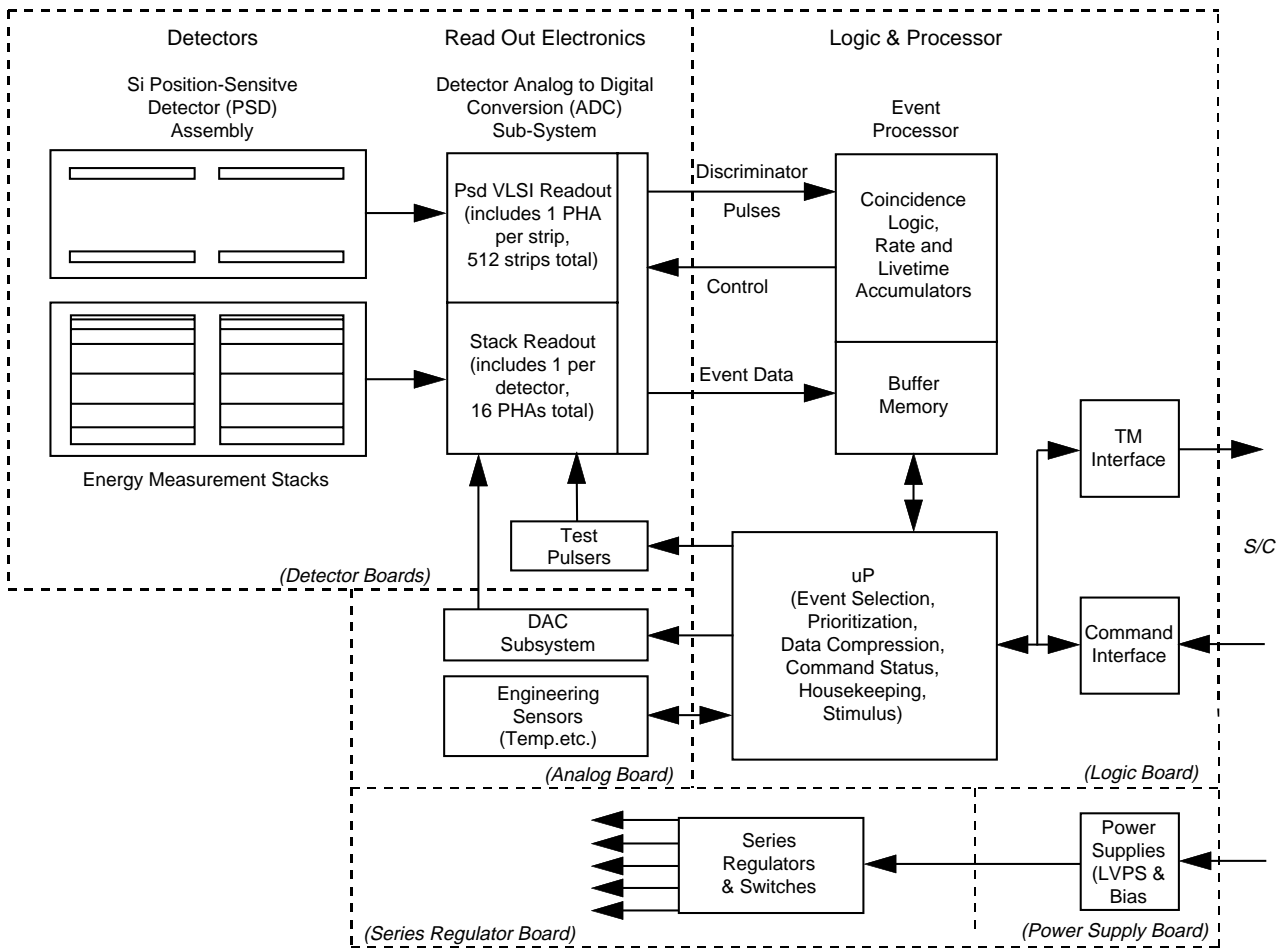 Detectors
Read Out Electronics
Logic & Processor
Si Position-Sensitve
Detector (PSD)
Assembly
Detector Analog to Digital
Conversion (ADC)
Sub-System
Event
Processor
Psd VLSI Readout
(includes 1 PHA
per strip,
512 strips total)
Discriminator
Pulses
Control
Coincidence
Logic,
Rate and
Livetime
Accumulators
Stack Readout
(includes 1 per
detector,
16 PHAs total)
Event Data
Buffer
Memory
Energy Measurement Stacks
TM
Interface
S/C
Test
Pulsers
(Detector Boards)
uP
(Event Selection,
Prioritization,
Data Compression,
Command Status,
Housekeeping,
Stimulus)
DAC
Subsystem
Command
Interface
Engineering
Sensors
(Temp.etc.)
(Analog Board)
(Logic Board)
Series
Regulators
& Switches
Power
Supplies
(LVPS &
Bias
(Series Regulator Board)
(Power Supply Board)